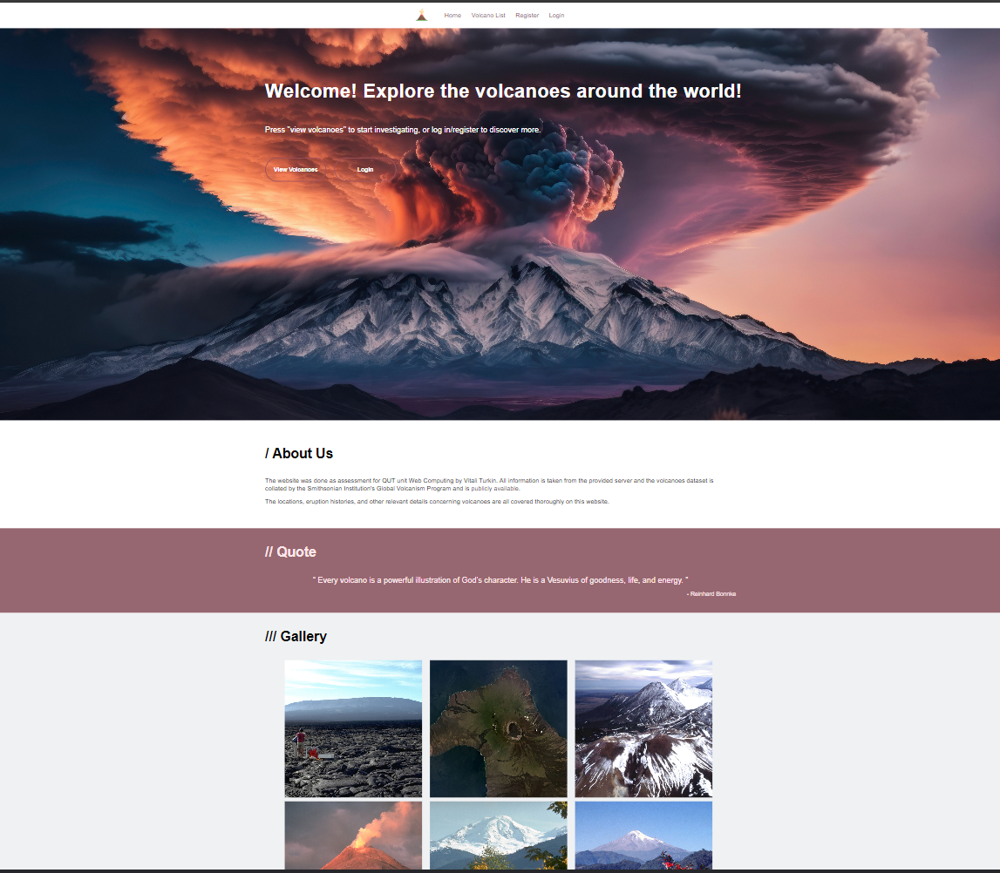 Home Volcano List Register Login
Welcome! Explore the volcanoes around the world!
Press "view volcanoes" to start investigating, or log in/register to discover more.
View Volcanoes Login
/ About Us
The website was done as assessment for QUT unit Web Computing by Vitali Turkin. All information is taken from the provided server and the volcanoes dataset is
collated by the Smithsonian Institution's Global Volcanism Program and is publicly available.
The locations, eruption histories, and other relevant details concerning volcanoes are all covered thoroughly on this website.
// Quote
" Every volcano is a powerful illustration of God's character. He is a Vesuvius of goodness, life, and energy. "
- Reinhard Bonnke
/// Gallery